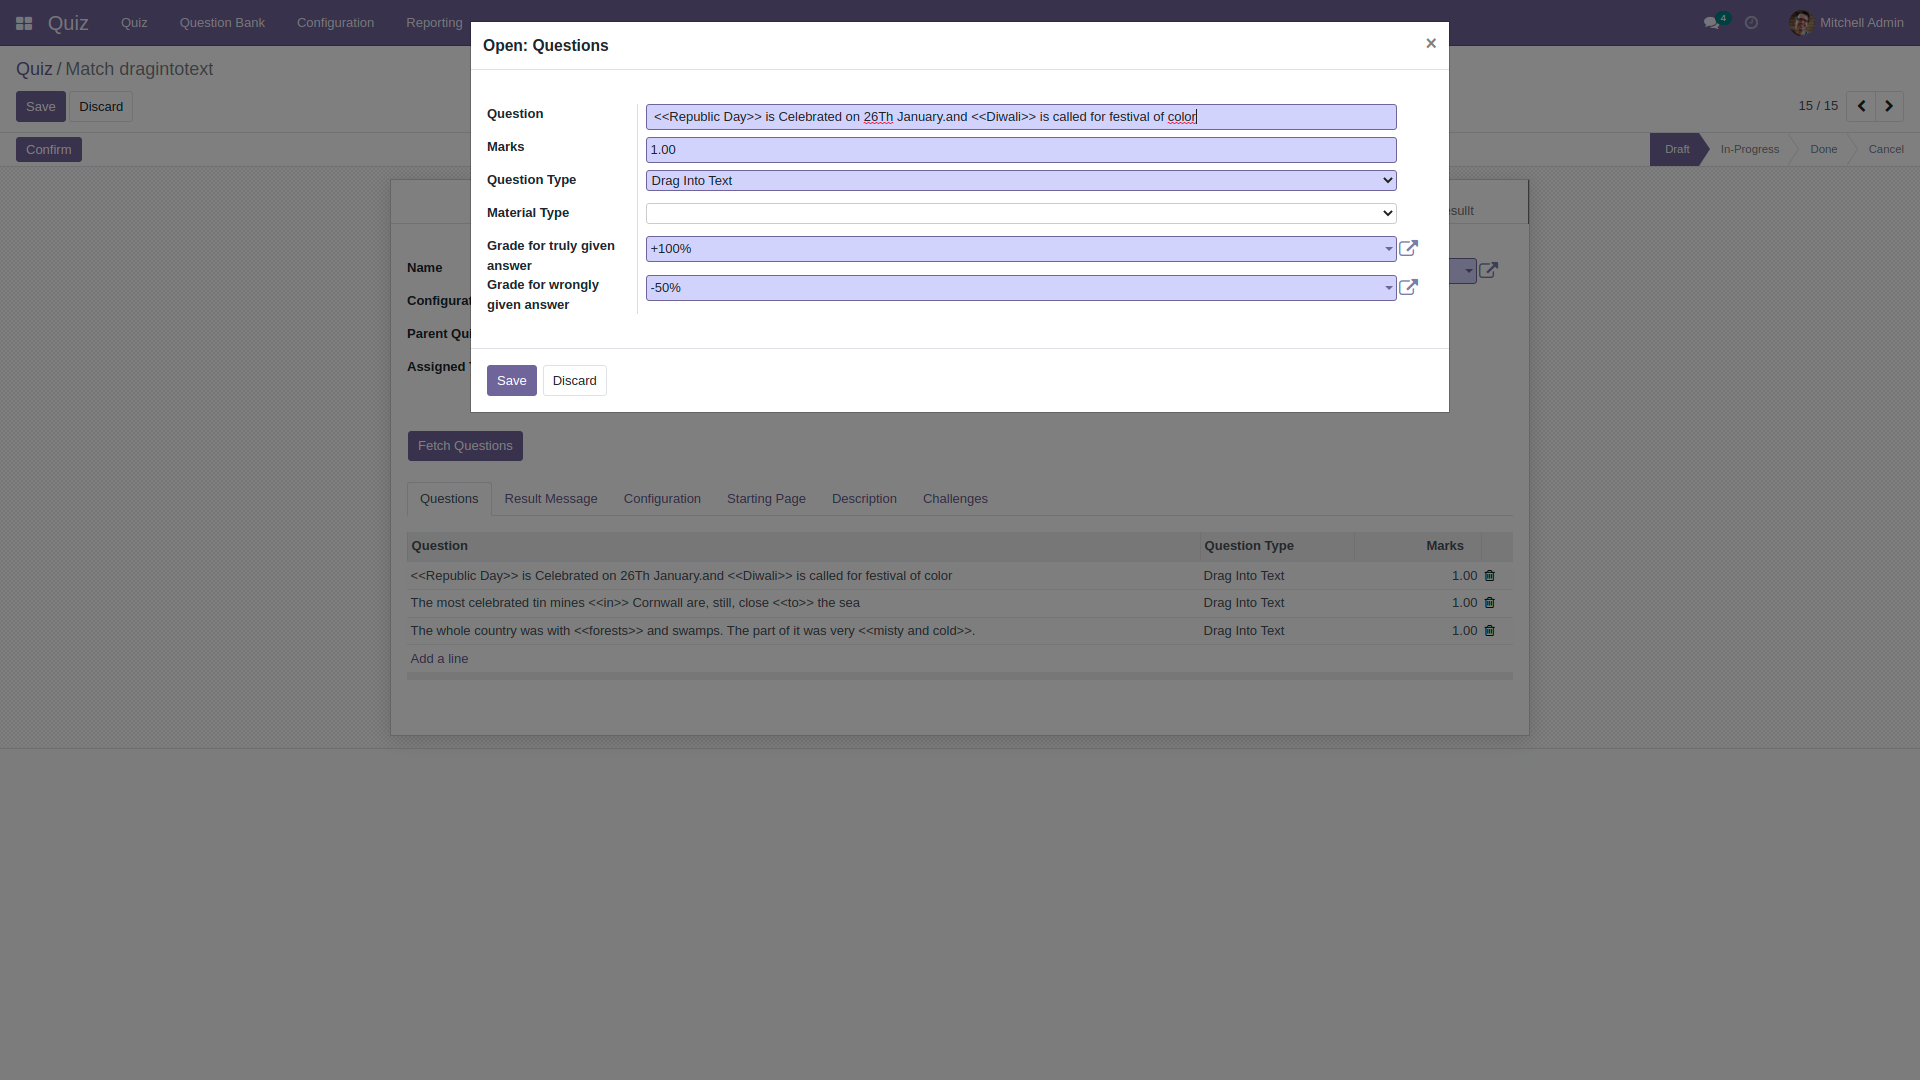 Quiz Quiz Question Bank Configuration Reporting 4 Mitchell Admin
Open: Questions ×
Quiz / Match dragintotext
Save Discard 15 / 15
Confirm Draft In-Progress Done Cancel
Question <<Republic Day>> is Celebrated on 26Th January.and <<Diwali>> is called for festival of color
Marks 1.00
Question Type Drag Into Text
Material Type
Grade for truly given +100%
answer
Grade for wrongly -50%
given answer
Save Discard
Name
Assigned
Fetch Questions
Questions Result Message Configuration Starting Page Description Challenges
Question Question Type Marks
<<Republic Day>> is Celebrated on 26Th January.and <<Diwali>> is called for festival of color Drag Into Text 1.00
The most celebrated tin mines <<in>> Cornwall are, still, close <<to>> the sea Drag Into Text 1.00
The whole country was with <<forests>> and swamps. The part of it was very <<misty and cold>>. Drag Into Text 1.00
Add a line